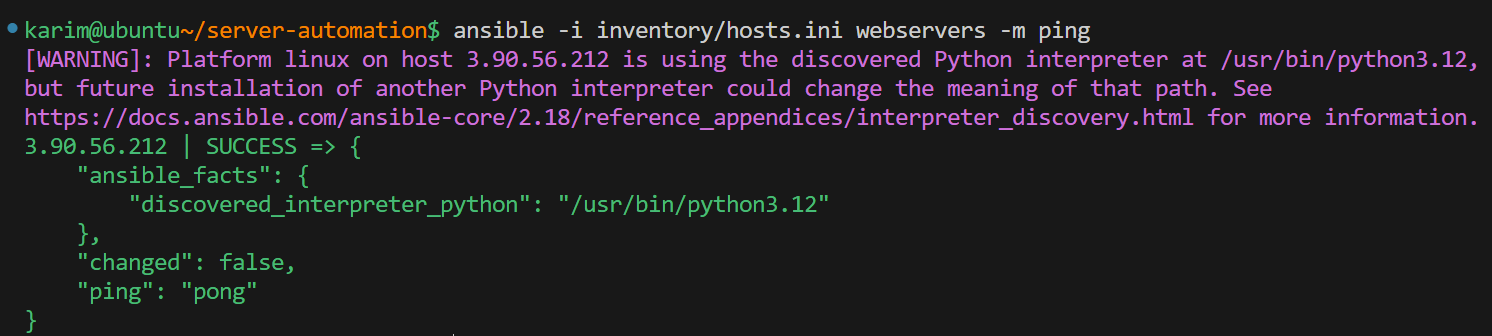 karim@ubuntu~/server-automation$ ansible -i inventory/hosts.ini webservers -m ping
[WARNING]: Platform linux on host 3.90.56.212 is using the discovered Python interpreter at /usr/bin/python3.12,
but future installation of another Python interpreter could change the meaning of that path. See
https://docs.ansible.com/ansible-core/2.18/reference_appendices/interpreter_discovery.html for more information.
3.90.56.212 | SUCCESS => {
    "ansible_facts": {
        "discovered_interpreter_python": "/usr/bin/python3.12"
    },
    "changed": false,
    "ping": "pong"
}